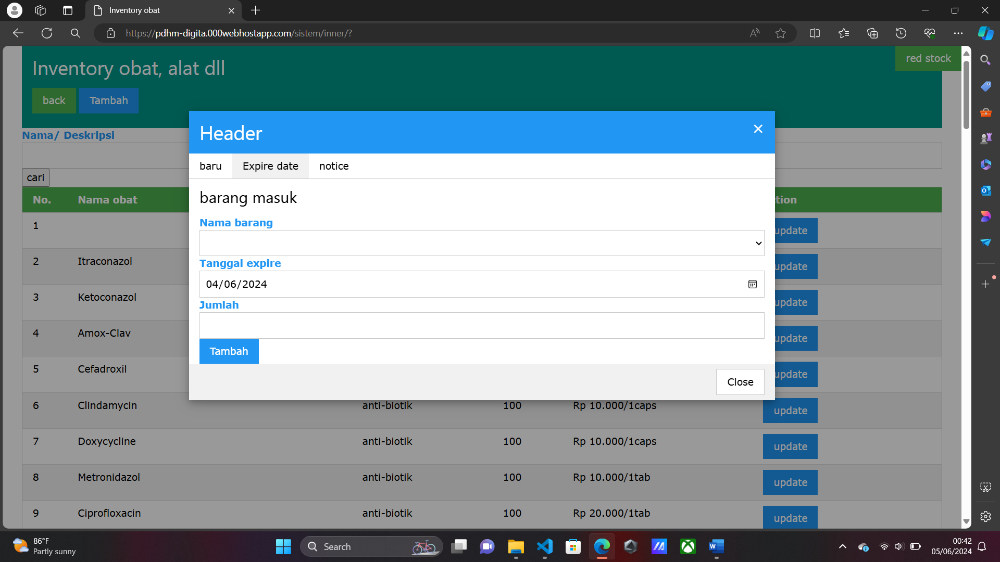 Inventory obat
https://pdhm-digita.000webhostapp.com/sistem/inner/?
Inventory obat, alat dll
red stock
back
Tambah
Nama/ Deskripsi
cari
Header
×
baru
Expire date
notice
barang masuk
Nama barang
Tanggal expire
04/06/2024
Jumlah
Tambah
Close
No. Nama obat tion
1 update
2 Itraconazol update
3 Ketoconazol update
4 Amox-Clav update
5 Cefadroxil update
6 Clindamycin anti-biotik 100 Rp 10.000/1caps update
7 Doxycycline anti-biotik 100 Rp 10.000/1caps update
8 Metronidazol anti-biotik 100 Rp 10.000/1tab update
9 Ciprofloxacin anti-biotik 100 Rp 20.000/1tab update
86°F
Partly sunny
Search
00:42
05/06/2024